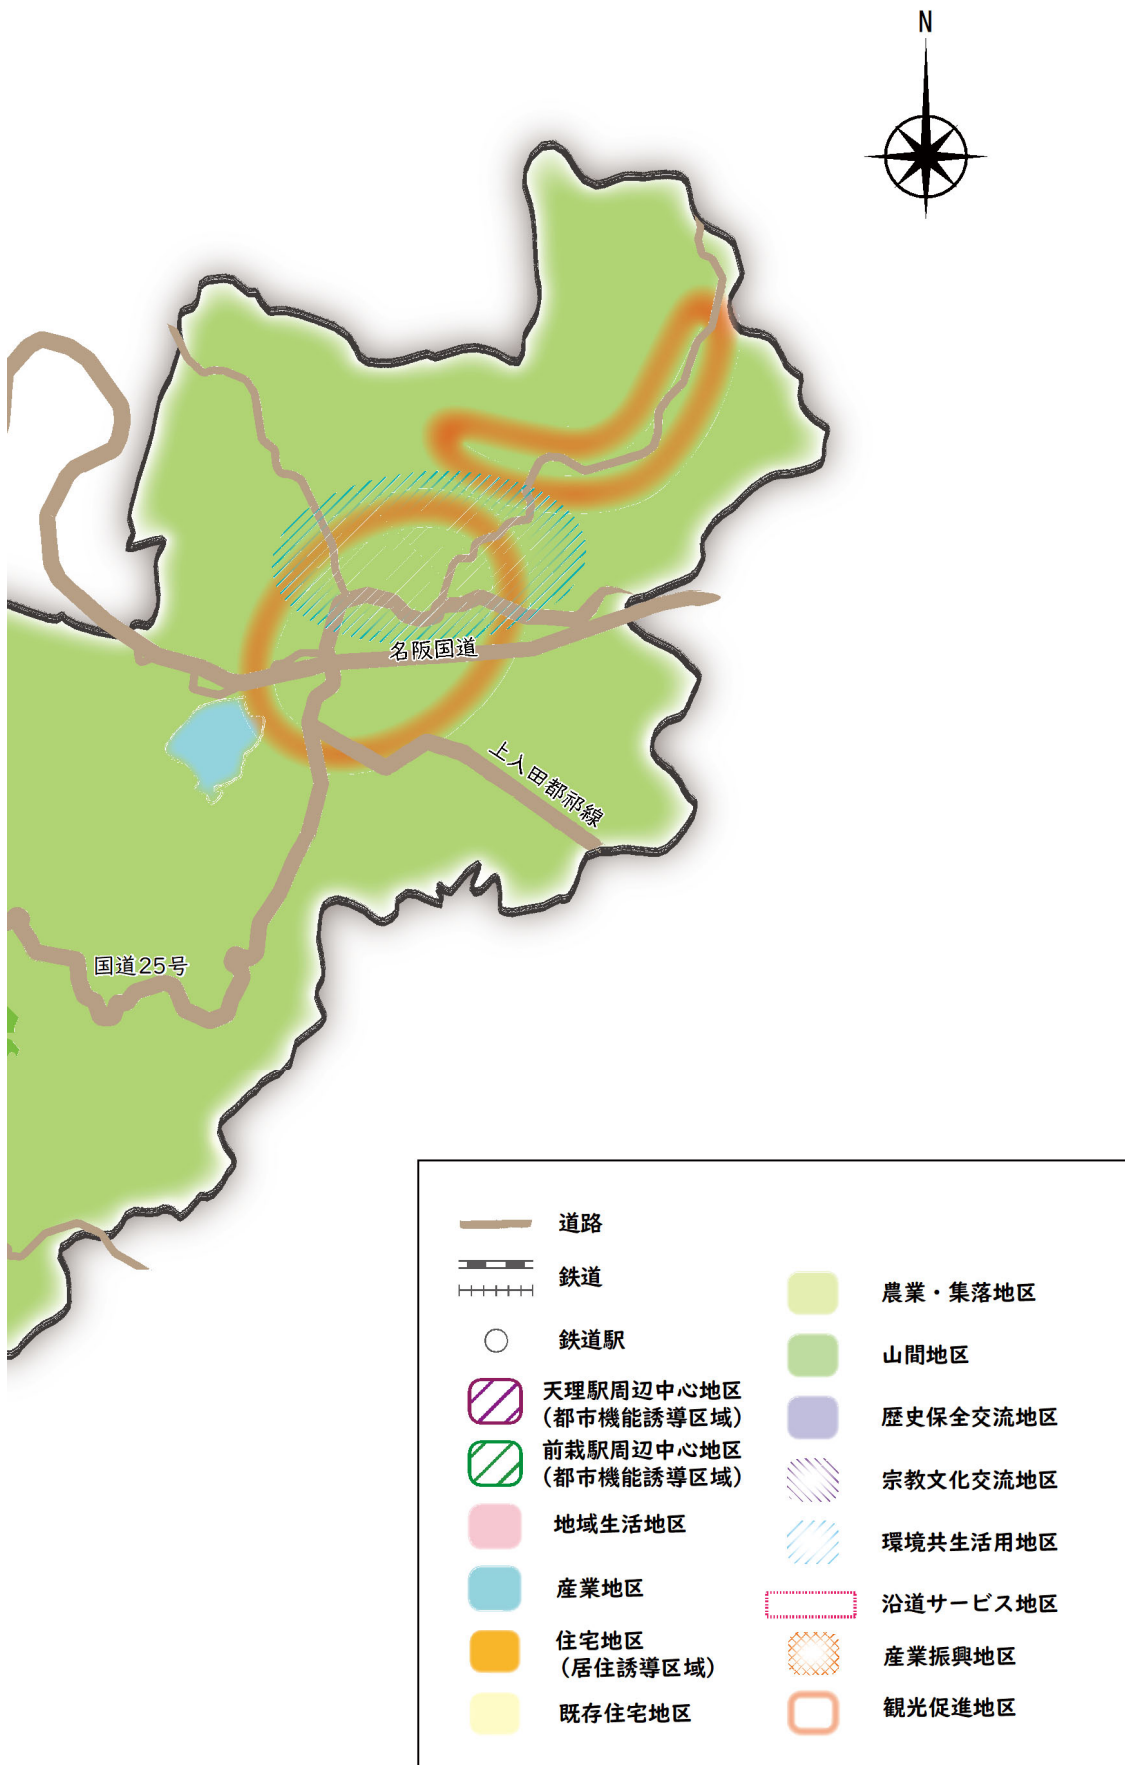 N
名阪国道
上入田都祁線
国道25号
道路
鉄道
鉄道駅
天理駅周辺中心地区
(都市機能誘導区域)
前栽駅周辺中心地区
(都市機能誘導区域)
地域生活地区
産業地区
住宅地区
(居住誘導区域)
既存住宅地区
農業・集落地区
山間地区
歴史保全交流地区
宗教文化交流地区
環境共生活用地区
沿道サービス地区
産業振興地区
観光促進地区